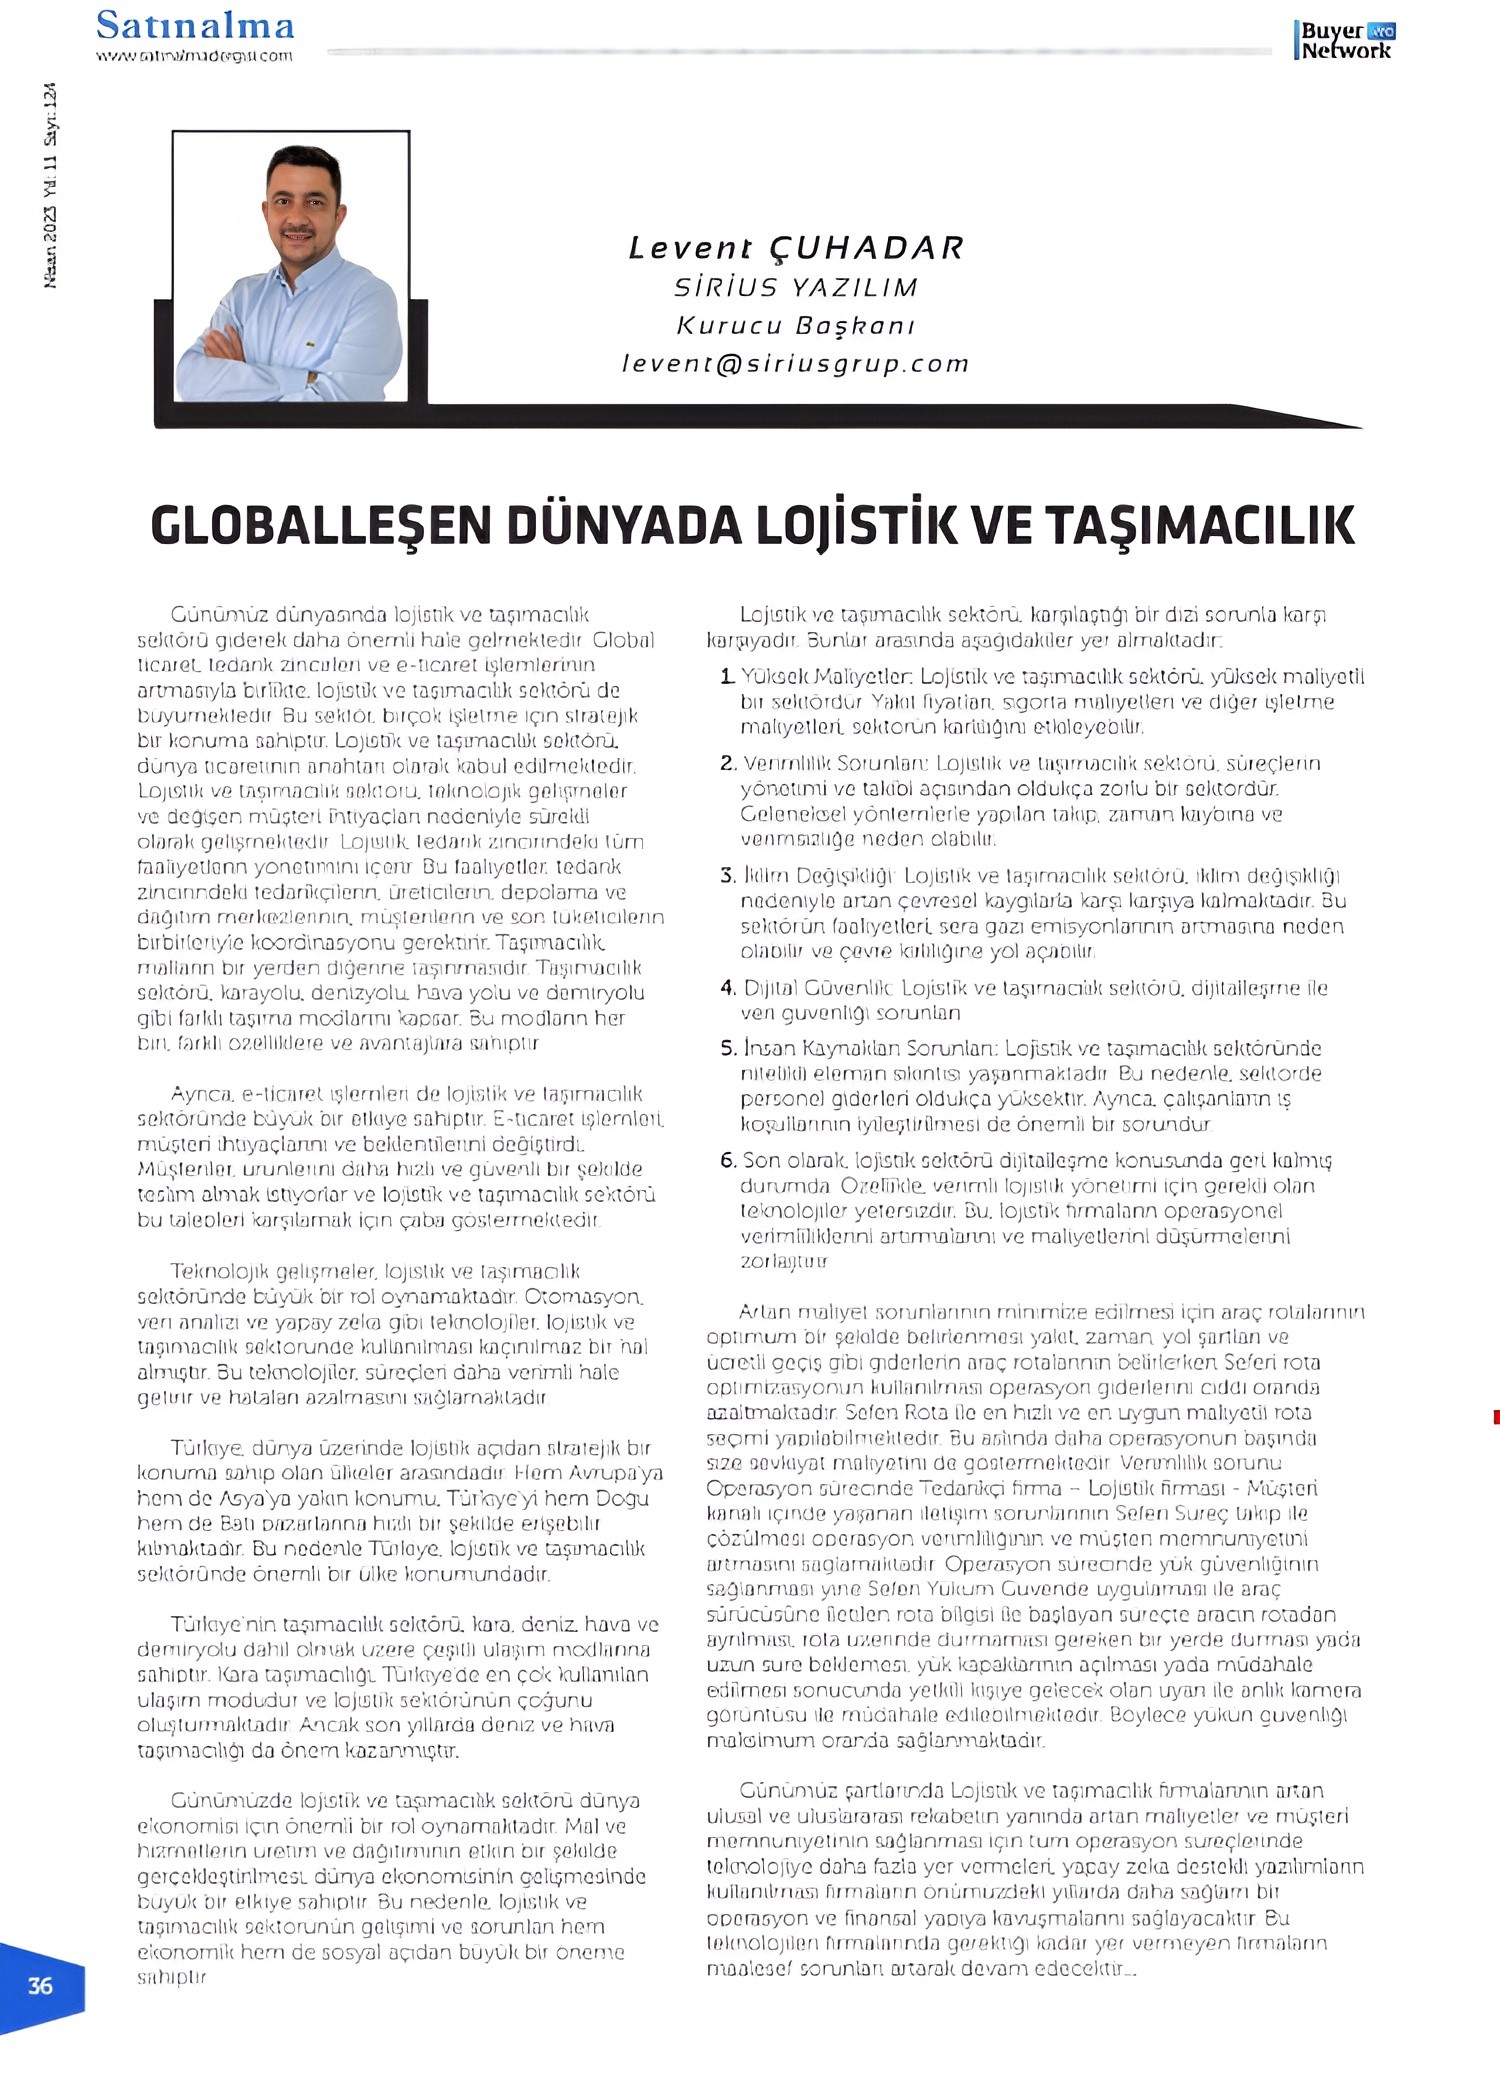 Satınalma
www.satinalmadergisi.com
Buyer
Network
Nisan 2023 Yıl: 11 Sayı: 124
Levent ÇUHADAR
SİRİUS YAZILIM
Kurucu Başkanı
levent@siriusgrup.com
GLOBALLEŞEN DÜNYADA LOJİSTİK VE TAŞIMACILIK
Günümüz dünyasında lojistik ve taşımacılık
sektörü giderek daha önemli hale gelmektedir. Global
ticaret, tedarik zincirleri ve e-ticaret işlemlerinin
artmasıyla birlikte, lojistik ve taşımacılık sektörü de
büyümektedir. Bu sektör, birçok işletme için stratejik
bir konuma sahiptir. Lojistik ve taşımacılık sektörü,
dünya ticaretinin anahtarı olarak kabul edilmektedir.
Lojistik ve taşımacılık sektörü, teknolojik gelişmeler
ve değişen müşteri ihtiyaçları nedeniyle sürekli
olarak gelişmektedir. Lojistik, tedarik zincirindeki tüm
faaliyetlerin yönetimini içerir. Bu faaliyetler, tedarik
zincirindeki tedarikçilerin, üreticilerin, depolama ve
dağıtım merkezlerinin, müşterilerin ve son tüketicilerin
birbirleriyle koordinasyonu gerektirir. Taşımacılık,
malların bir yerden diğerine taşınmasıdır. Taşımacılık
sektörü, karayolu, denizyolu, hava yolu ve demiryolu
gibi farklı taşıma modlarını kapsar. Bu modların her
biri, farklı özelliklere ve avantajlara sahiptir.
Ayrıca, e-ticaret işlemleri de lojistik ve taşımacılık
sektöründe büyük bir etkiye sahiptir. E-ticaret işlemleri,
müşteri ihtiyaçlarını ve beklentilerini değiştirdi.
Müşteriler, ürünlerini daha hızlı ve güvenli bir şekilde
teslim almak istiyorlar ve lojistik ve taşımacılık sektörü
bu talepleri karşılamak için çaba göstermektedir.
Teknolojik gelişmeler, lojistik ve taşımacılık
sektöründe büyük bir rol oynamaktadır. Otomasyon,
veri analizi ve yapay zeka gibi teknolojiler, lojistik ve
taşımacılık sektöründe kullanılması kaçınılmaz bir hal
almıştır. Bu teknolojiler, süreçleri daha verimli hale
getirir ve hataları azalmasını sağlamaktadır.
Türkiye, dünya üzerinde lojistik açıdan stratejik bir
konuma sahip olan ülkeler arasındadır. Hem Avrupa'ya
hem de Asya'ya yakın konumu, Türkiye'yi hem Doğu
hem de Batı pazarlarına hızlı bir şekilde erişebilir
kılmaktadır. Bu nedenle Türkiye, lojistik ve taşımacılık
sektöründe önemli bir ülke konumundadır.
Türkiye'nin taşımacılık sektörü, kara, deniz, hava ve
demiryolu dahil olmak üzere çeşitli ulaşım modlarına
sahiptir. Kara taşımacılığı, Türkiye'de en çok kullanılan
ulaşım modudur ve lojistik sektörünün çoğunu
oluşturmaktadır. Ancak son yıllarda deniz ve hava
taşımacılığı da önem kazanmıştır.
Günümüzde lojistik ve taşımacılık sektörü dünya
ekonomisi için önemli bir rol oynamaktadır. Mal ve
hizmetlerin üretim ve dağıtımının etkin bir şekilde
gerçekleştirilmesi, dünya ekonomisinin gelişmesinde
büyük bir etkiye sahiptir. Bu nedenle, lojistik ve
taşımacılık sektörünün gelişimi ve sorunları hem
ekonomik hem de sosyal açıdan büyük bir öneme
sahiptir.
Lojistik ve taşımacılık sektörü, karşılaştığı bir dizi sorunla karşı
karşıyadır. Bunlar arasında aşağıdakiler yer almaktadır:
1. Yüksek Maliyetler: Lojistik ve taşımacılık sektörü, yüksek maliyetli
bir sektördür. Yakıt fiyatları, sigorta maliyetleri ve diğer işletme
maliyetleri, sektörün karlılığını etkileyebilir.
2. Verimlilik Sorunları: Lojistik ve taşımacılık sektörü, süreçlerin
yönetimi ve takibi açısından oldukça zorlu bir sektördür.
Geleneksel yöntemlerle yapılan takip, zaman kaybına ve
verimsizliğe neden olabilir.
3. İklim Değişikliği: Lojistik ve taşımacılık sektörü, iklim değişikliği
nedeniyle artan çevresel kaygılarla karşı karşıya kalmaktadır. Bu
sektörün faaliyetleri, sera gazı emisyonlarının artmasına neden
olabilir ve çevre kirliliğine yol açabilir.
4. Dijital Güvenlik: Lojistik ve taşımacılık sektörü, dijitalleşme ile
veri güvenliği sorunları
5. İnsan Kaynakları Sorunları: Lojistik ve taşımacılık sektöründe
nitelikli eleman sıkıntısı yaşanmaktadır. Bu nedenle, sektörde
personel giderleri oldukça yüksektir. Ayrıca, çalışanların iş
koşullarının iyileştirilmesi de önemli bir sorundur.
6. Son olarak, lojistik sektörü dijitalleşme konusunda geri kalmış
durumda. Özellikle, verimli lojistik yönetimi için gerekli olan
teknolojiler yetersizdir. Bu, lojistik firmaların operasyonel
verimliliklerini artırmalarını ve maliyetlerini düşürmelerini
zorlaştırır.
Artan maliyet sorunlarının minimize edilmesi için araç rotalarının
optimum bir şekilde belirlenmesi yakıt, zaman, yol şartları ve
ücretli geçiş gibi giderlerin araç rotalarının belirlerken Seferi rota
optimizasyonun kullanılması operasyon giderlerini ciddi oranda
azaltmaktadır. Seferi Rota ile en hızlı ve en uygun maliyetli rota
seçimi yapılabilmektedir. Bu aslında daha operasyonun başında
size sevkiyat maliyetini de göstermektedir. Verimlilik sorunu
Operasyon sürecinde Tedarikçi firma – Lojistik firması - Müşteri
kanalı içinde yaşanan iletişim sorunlarının Seferi Süreç takip ile
çözülmesi operasyon verimliliğinin ve müşteri memnuniyetini
artmasını sağlamaktadır. Operasyon sürecinde yük güvenliğinin
sağlanması yine Seferi Yüküm Güvende uygulaması ile araç
sürücüsüne iletilen rota bilgisi ile başlayan süreçte aracın rotadan
ayrılması, rota üzerinde durmaması gereken bir yerde durması yada
uzun süre beklemesi, yük kapaklarının açılması yada müdahale
edilmesi sonucunda yetkili kişiye gelecek olan uyarı ile anlık kamera
görüntüsü ile müdahale edilebilmektedir. Böylece yükün güvenliği
maksimum oranda sağlanmaktadır.
Günümüz şartlarında Lojistik ve taşımacılık firmalarının artan
ulusal ve uluslararası rekabetin yanında artan maliyetler ve müşteri
memnuniyetinin sağlanması için tüm operasyon süreçlerinde
teknolojiye daha fazla yer vermeleri, yapay zeka destekli yazılımların
kullanılması firmaların önümüzdeki yıllarda daha sağlam bir
operasyon ve finansal yapıya kavuşmalarını sağlayacaktır. Bu
teknolojileri firmalarında gerektiği kadar yer vermeyen firmaların
maalesef sorunları artarak devam edecektir...
36